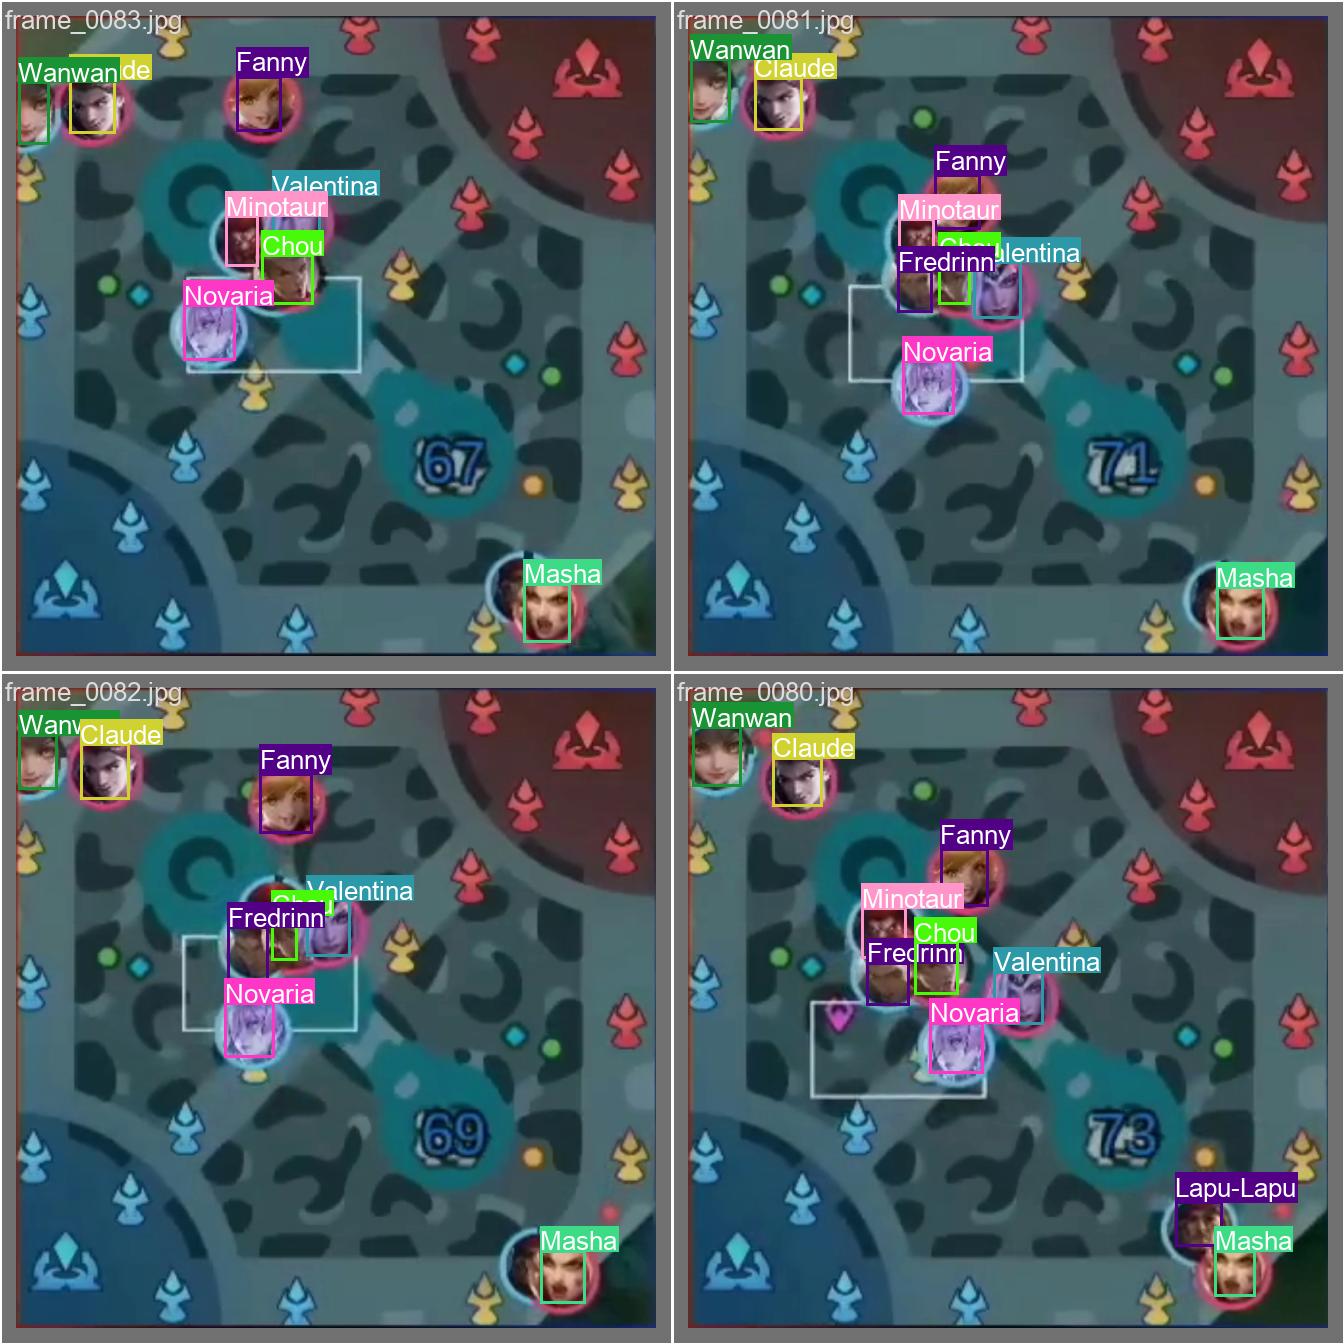 frame_0083.jpg
Wanwan
de
Fanny
Valentina
Minotaur
Chou
Novaria
67
Masha
frame_0081.jpg
Wanwan
Claude
Fanny
Minotaur
Chou
alentina
Fredrinn
Novaria
71
Masha
frame_0082.jpg
Wanw
Claude
Fanny
Valentina
Chou
Fredrinn
Novaria
69
Masha
frame_0080.jpg
Wanwan
Claude
Fanny
Minotaur
Chou
Fredrinn
Valentina
Novaria
73
Lapu-Lapu
Masha